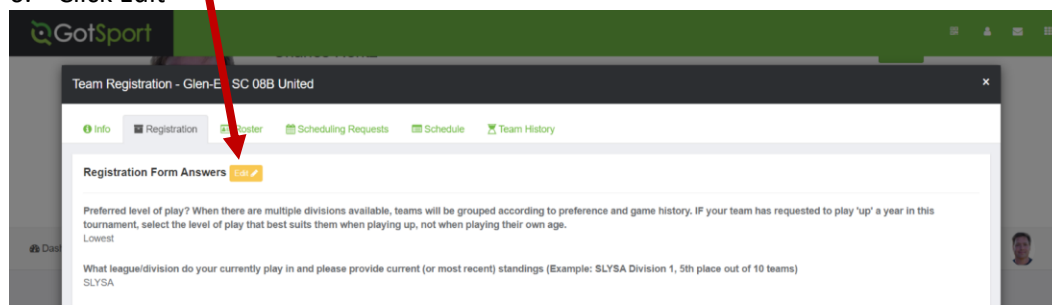 Click Edit
GotSport
Team Registration - Glen-E SC 08B United ×
Info Registration Roster Scheduling Requests Schedule Team History
Registration Form Answers Edit
Preferred level of play? When there are multiple divisions available, teams will be grouped according to preference and game history. IF your team has requested to play 'up' a year in this
tournament, select the level of play that best suits them when playing up, not when playing their own age.
Lowest
Das
What league/division do your currently play in and please provide current (or most recent) standings (Example: SLYSA Division 1, 5th place out of 10 teams)
SLYSA